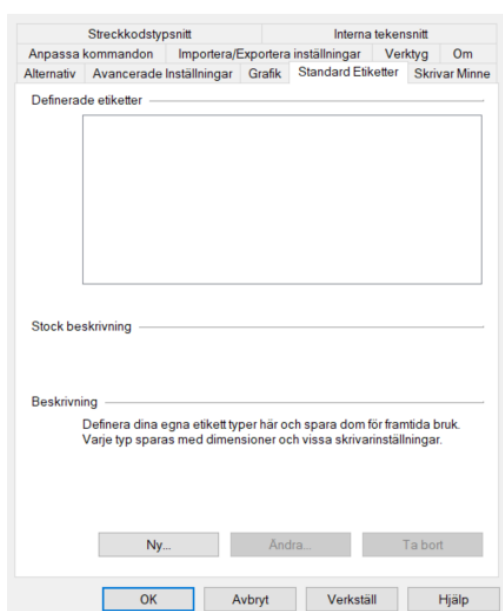 Streckkodstypsnitt Interna tekensnitt
Anpassa kommandon Importera/Exportera inställningar Verktyg Om
Alternativ Avancerade Inställningar Grafik Standard Etiketter Skrivar Minne
Definerade etiketter
Stock beskrivning
Beskrivning
Definera dina egna etikett typer här och spara dom för framtida bruk.
Varje typ sparas med dimensioner och vissa skrivarinställningar.
Ny... Ändra... Ta bort
OK Avbryt Verkställ Hjälp